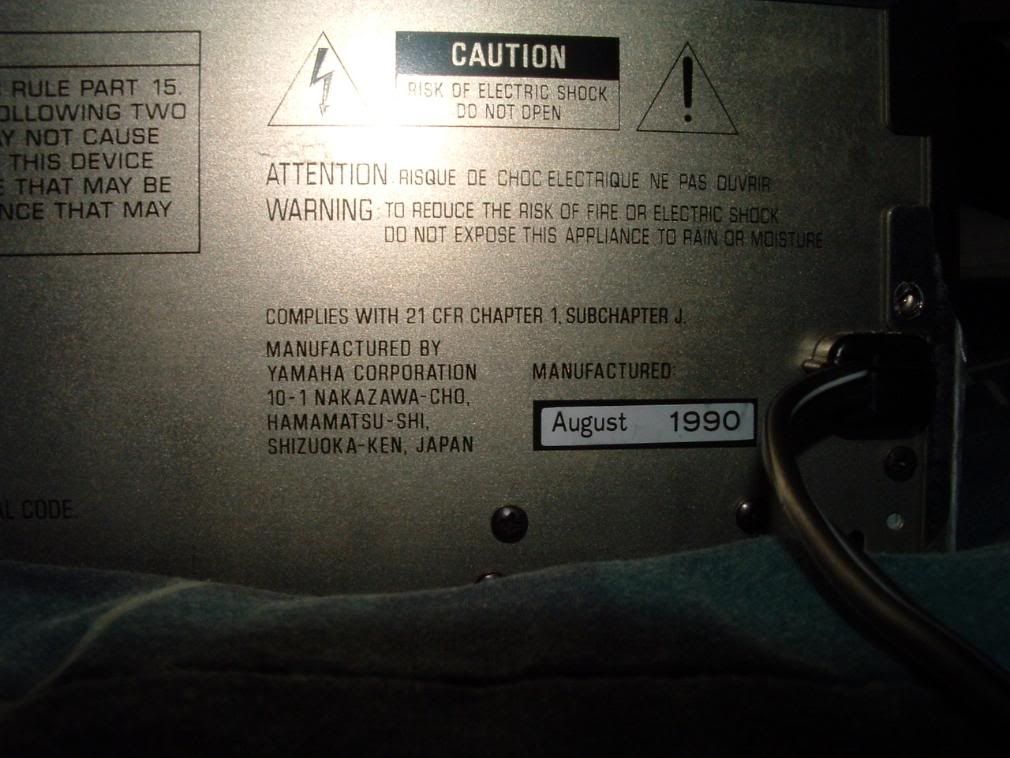 RULE PART 15.
FOLLOWING TWO
MAY NOT CAUSE
THIS DEVICE
THAT MAY BE
THAT MAY
CAUTION
RISK OF ELECTRIC SHOCK
DO NOT OPEN
ATTENTION: RISQUE DE CHOC ELECTRIQUE NE PAS OUVRIR
WARNING: TO REDUCE THE RISK OF FIRE OR ELECTRIC SHOCK
DO NOT EXPOSE THIS APPLIANCE TO RAIN OR MOISTURE
COMPLIES WITH 21 CFR CHAPTER 1, SUBCHAPTER J.
MANUFACTURED BY
YAMAHA CORPORATION
10-1 NAKAZAWA-CHO,
HAMAMATSU-SHI,
SHIZUOKA-KEN, JAPAN
MANUFACTURED:
August 1990
CODE.